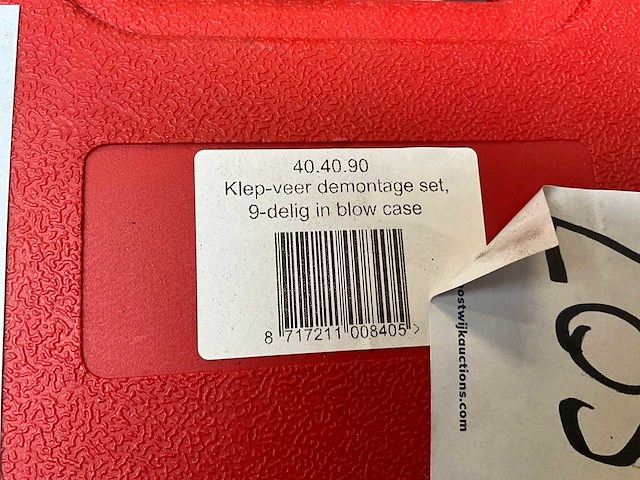 40.40.90
Klep-veer demontage set,
9-delig in blow case
8 717211 008405 >
ostwijkauctions.com